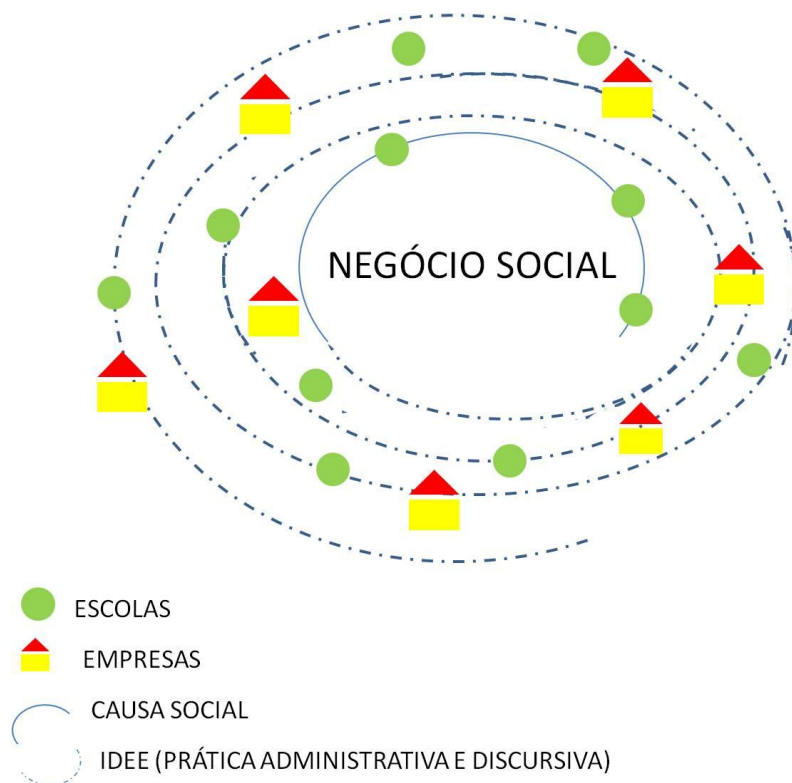 NEGÓCIO SOCIAL
ESCOLAS
EMPRESAS
CAUSA SOCIAL
IDEE (PRÁTICA ADMINISTRATIVA E DISCURSIVA)